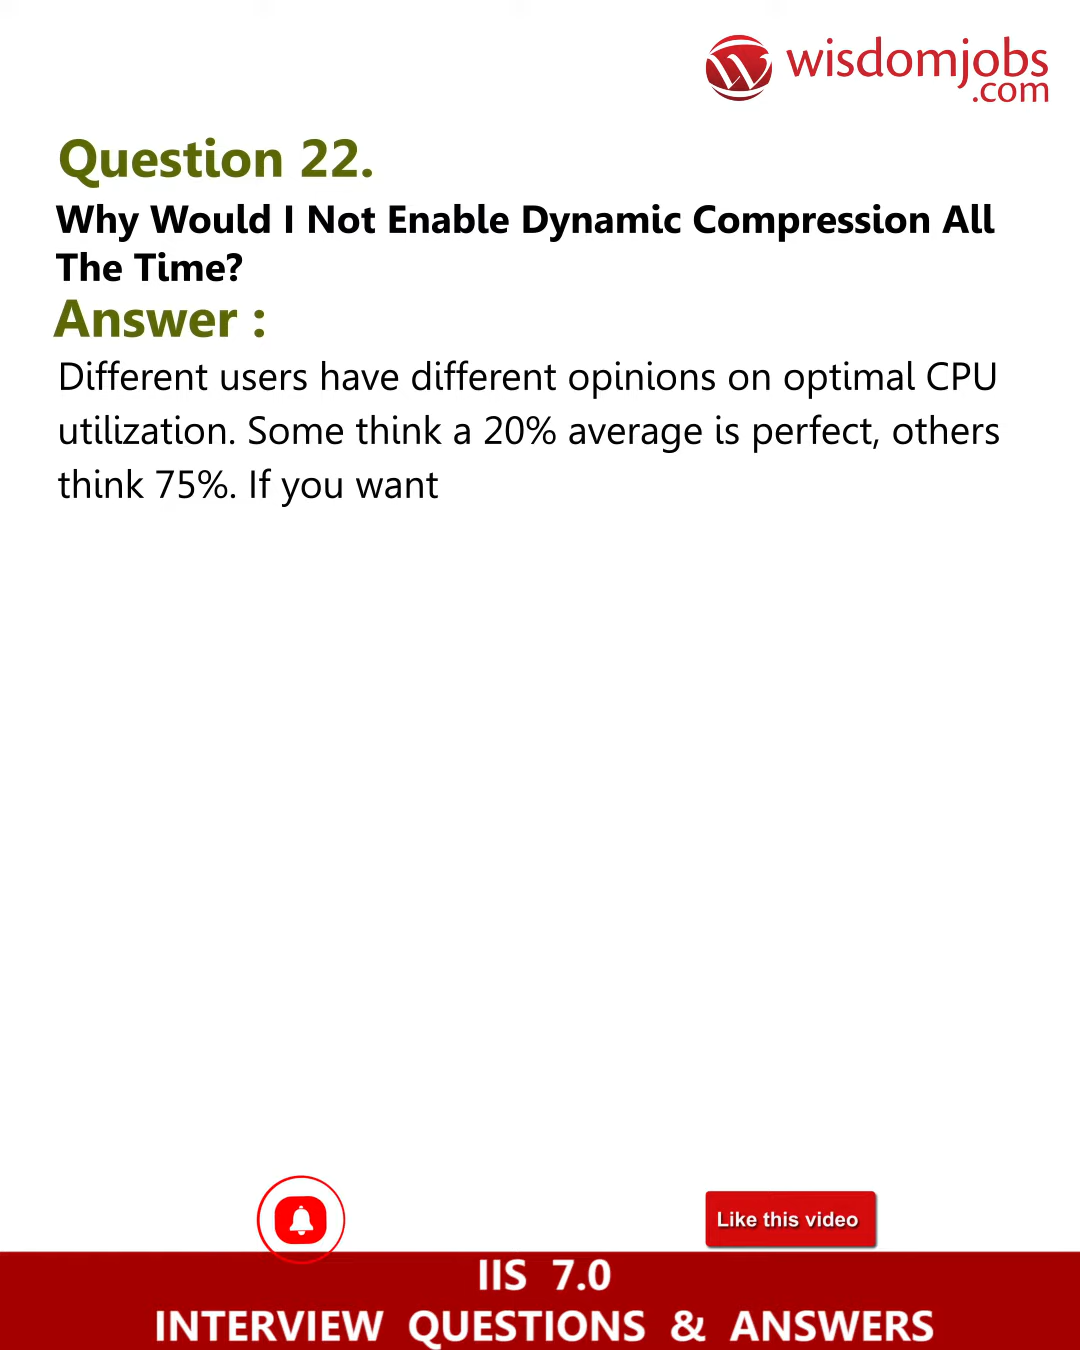 wisdomjobs
.com
Question 22.
Why Would I Not Enable Dynamic Compression All
The Time?
Answer :
Different users have different opinions on optimal CPU
utilization. Some think a 20% average is perfect, others
think 75%. If you want
Like this video
IIS 7.0
INTERVIEW QUESTIONS & ANSWERS